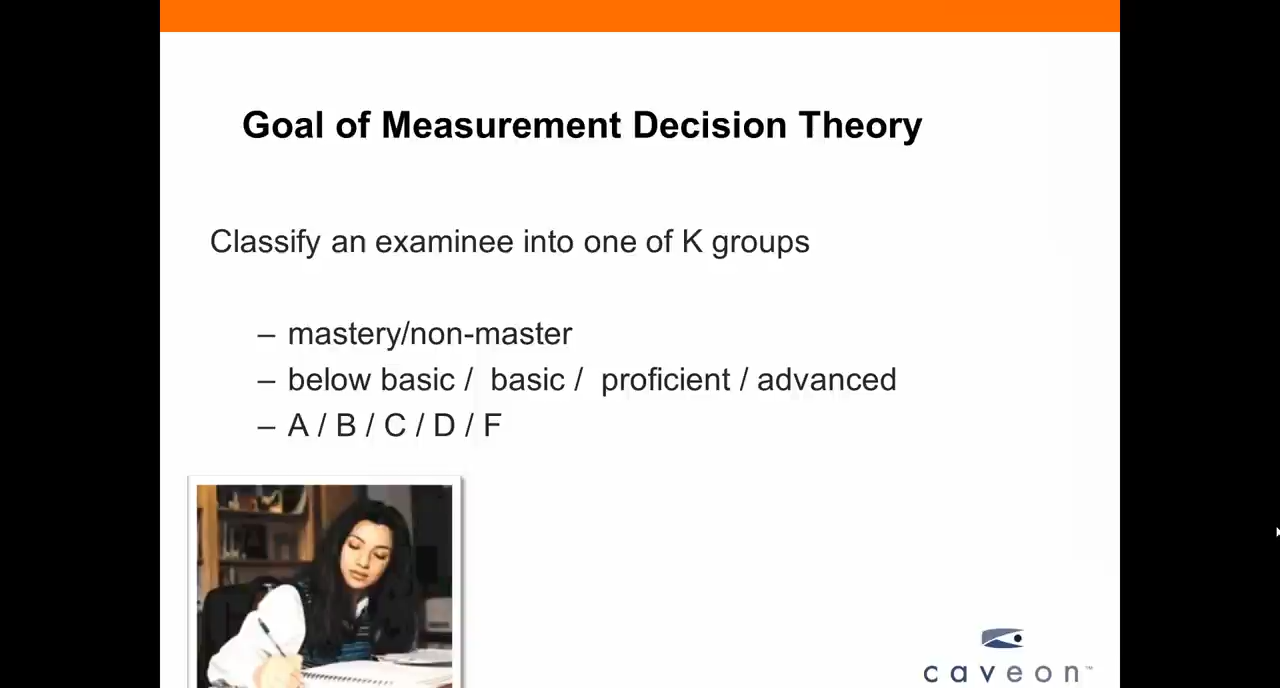 Goal of Measurement Decision Theory
Classify an examinee into one of K groups
– mastery/non-master
– below basic / basic / proficient / advanced
– A / B / C / D / F
caveon™